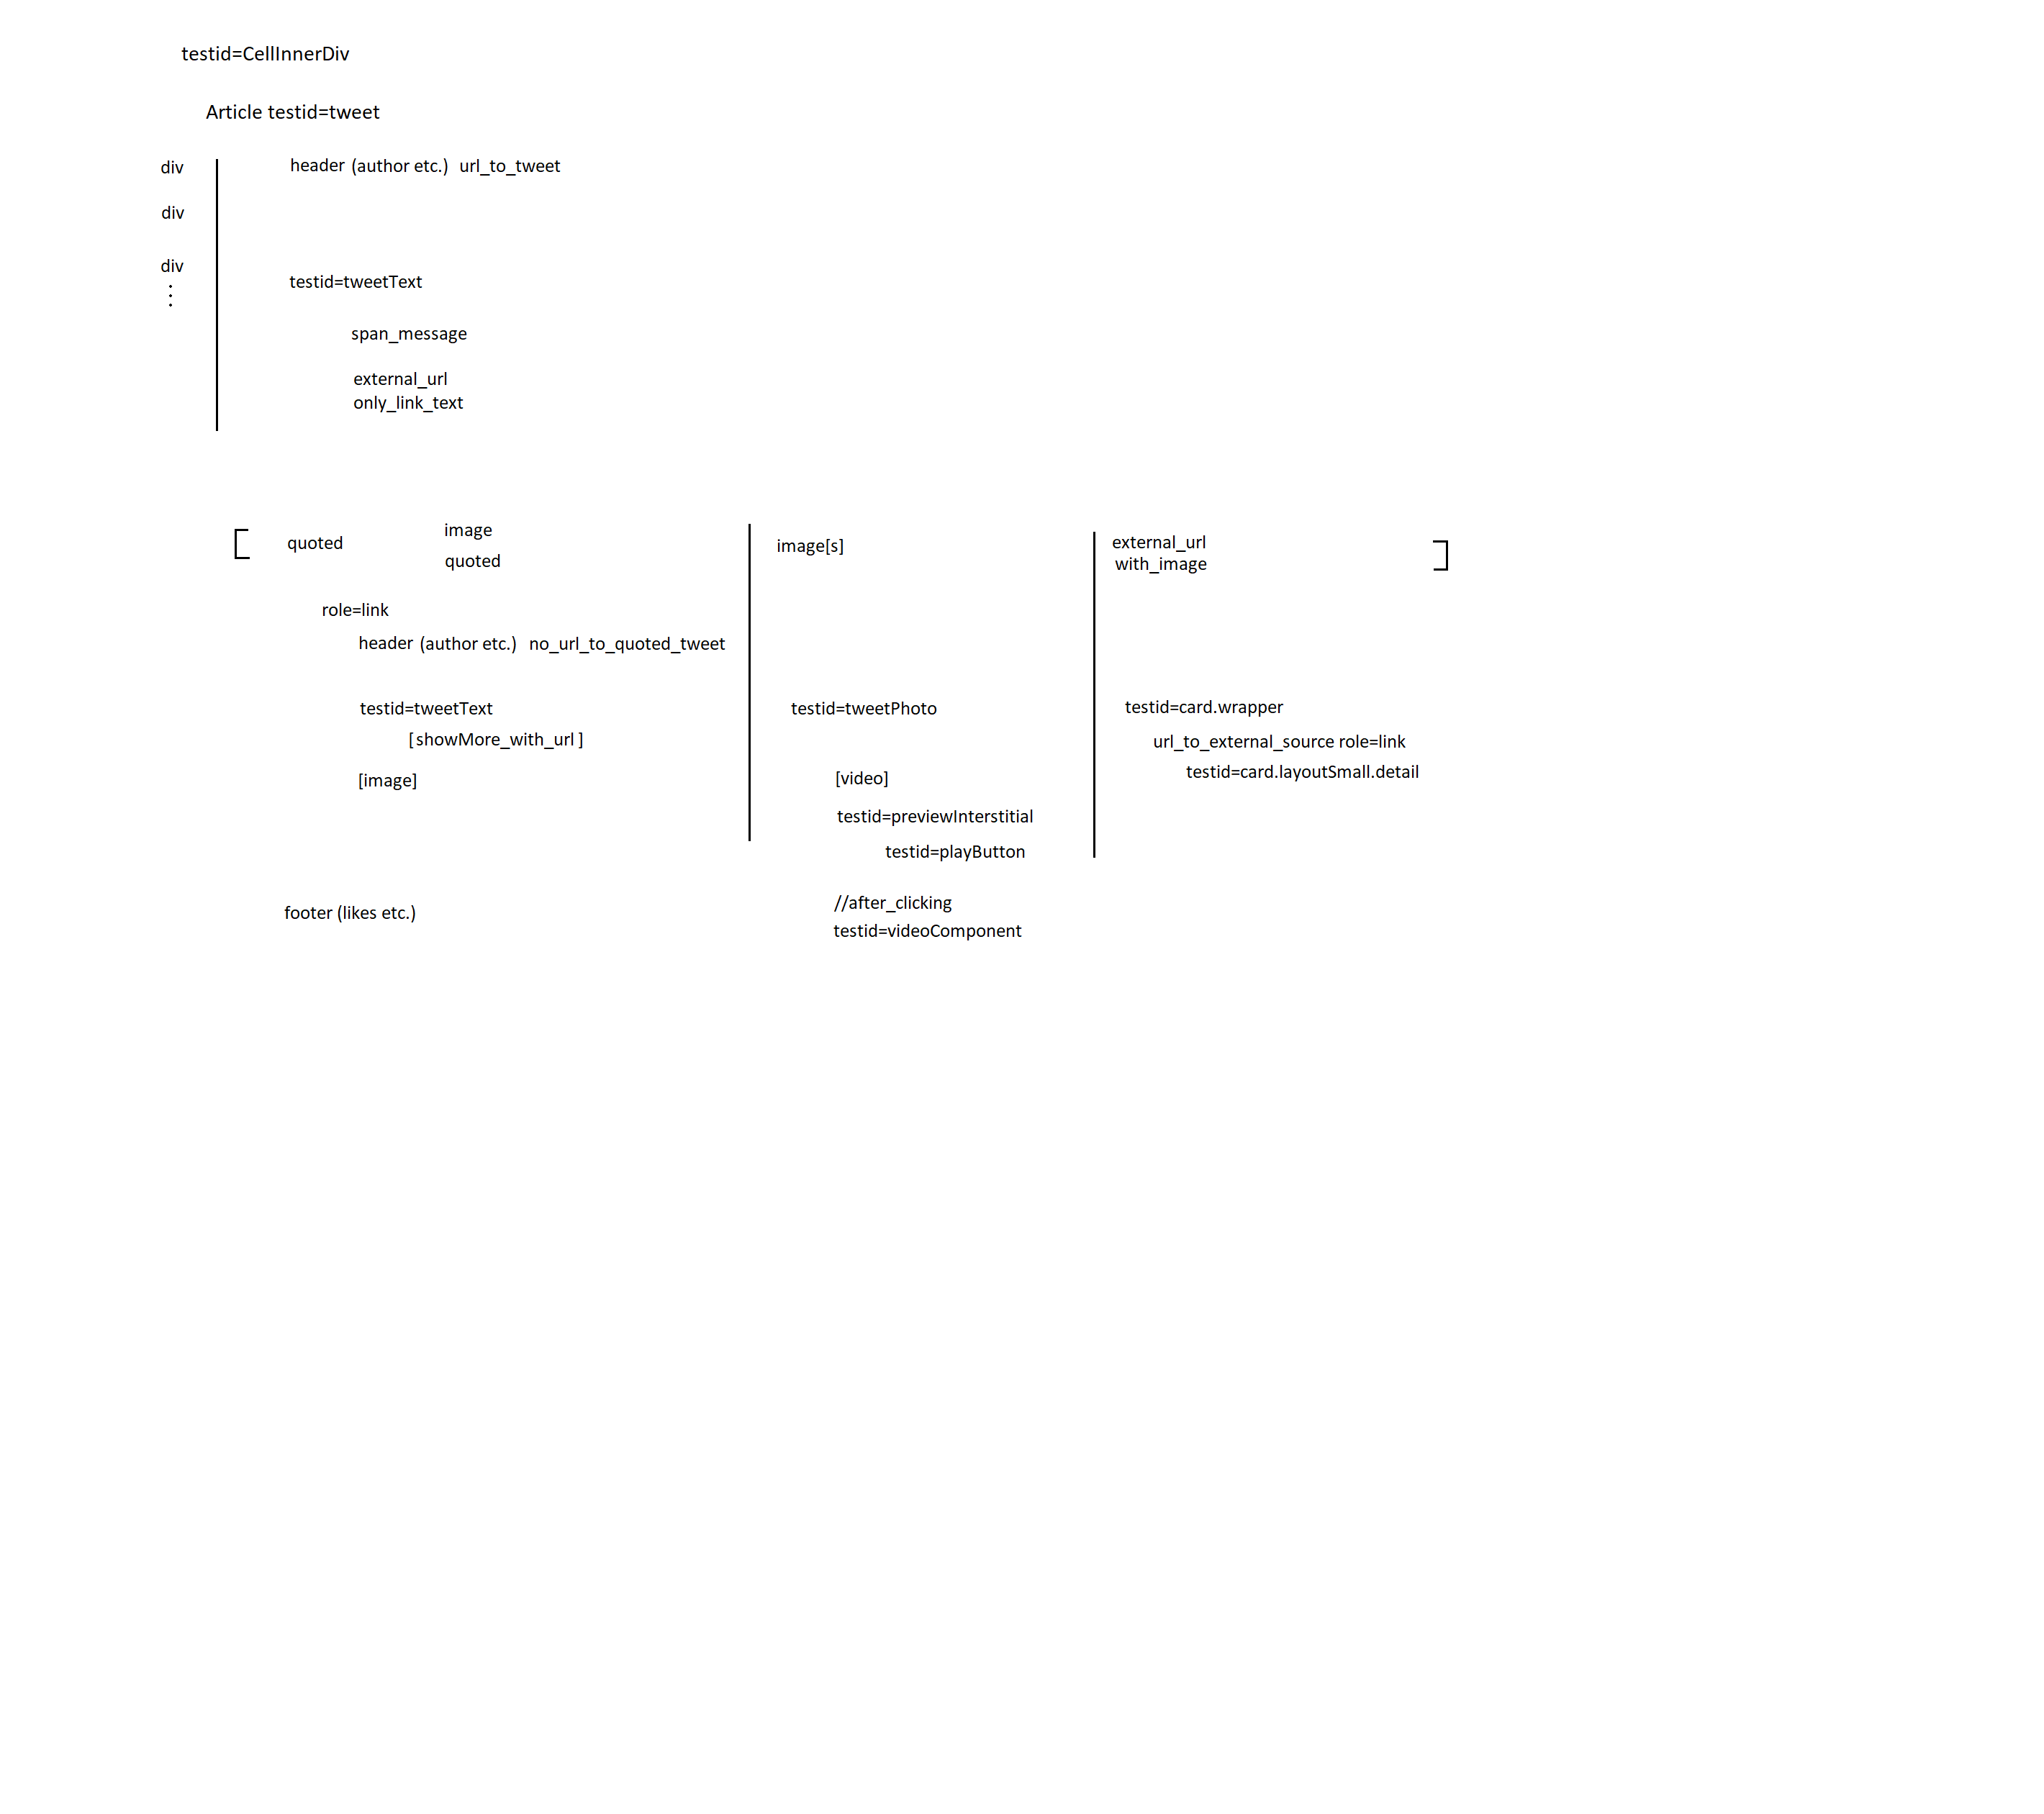 testid=CellInnerDiv
Article testid=tweet
div
header (author etc.) url_to_tweet
div
div
testid=tweetText
span_message
external_url
only_link_text
[
quoted
image
quoted
image[s]
external_url
with_image
]
role=link
header (author etc.) no_url_to_quoted_tweet
testid=tweetText
[showMore_with_url]
[image]
testid=tweetPhoto
[video]
testid=previewInterstitial
testid=playButton
//after_clicking
testid=videoComponent
testid=card.wrapper
url_to_external_source role=link
testid=card.layoutSmall.detail
footer (likes etc.)